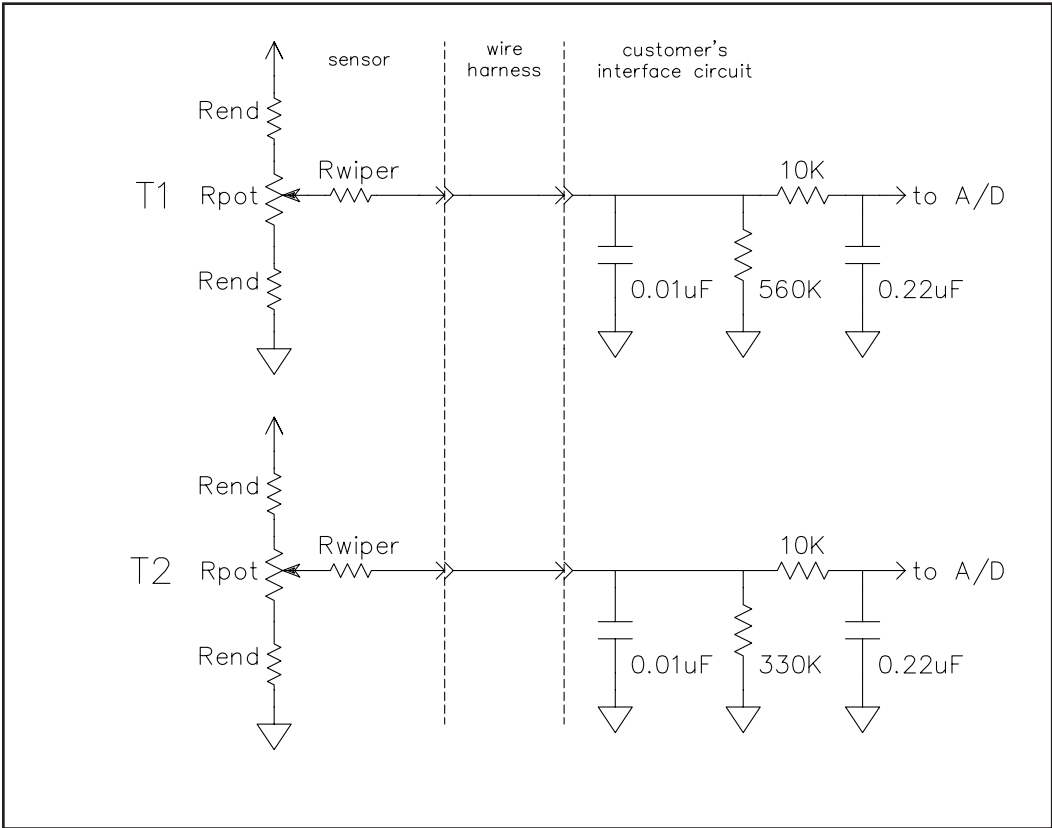 sensor
wire
harness
customer's
interface circuit
Rend
Rwiper
10K
T1
Rpot
to A/D
Rend
0.01uF
560K
0.22uF
Rend
Rwiper
10K
T2
Rpot
to A/D
Rend
0.01uF
330K
0.22uF